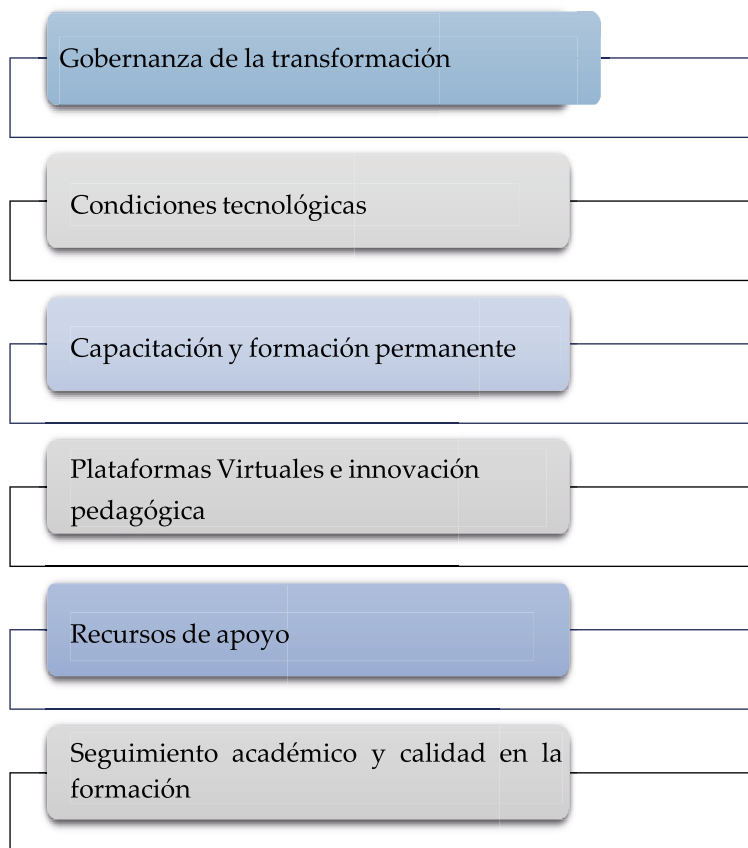 Gobernanza de la transformación
Condiciones tecnológicas
Capacitación y formación permanente
Plataformas Virtuales e innovación
pedagógica
Recursos de apoyo
Seguimiento académico y calidad en la
formación